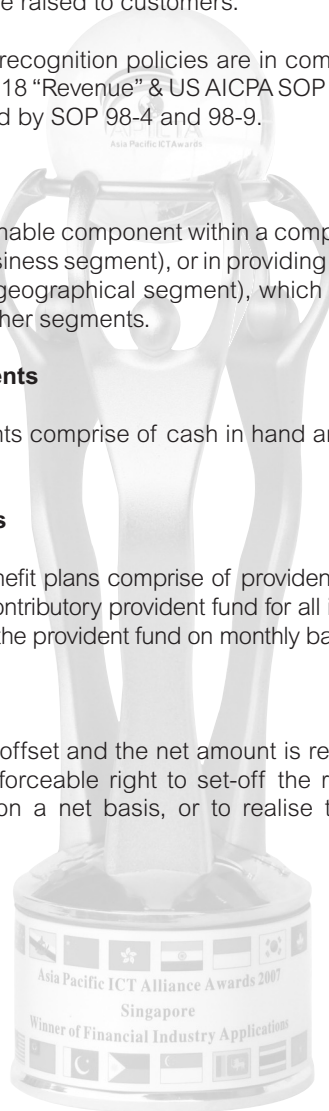 e raised to customers.
recognition policies are in com
18 “Revenue” & US AICPA SOP
d by SOP 98-4 and 98-9.
APICTA
Asia Pacific ICT Awards
nable component within a comp
siness segment), or in providing
geographical segment), which
her segments.
ents
nts comprise of cash in hand ar
s
nefit plans comprise of providen
ontributory provident fund for all i
the provident fund on monthly ba
offset and the net amount is re
forceable right to set-off the r
on a net basis, or to realise t
Asia Pacific ICT Alliance Awards 2007
Singapore
Winner of Financial Industry Applications